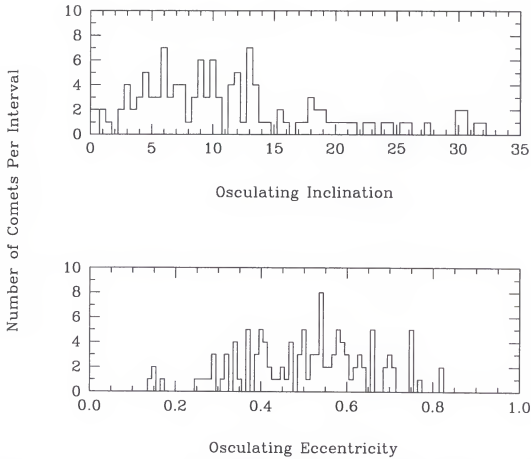 Number of Comets Per Interval
10
8
6
4
2
0
0 5 10 15 20 25 30 35
Osculating Inclination
10
8
6
4
2
0
0.0 0.2 0.4 0.6 0.8 1.0
Osculating Eccentricity